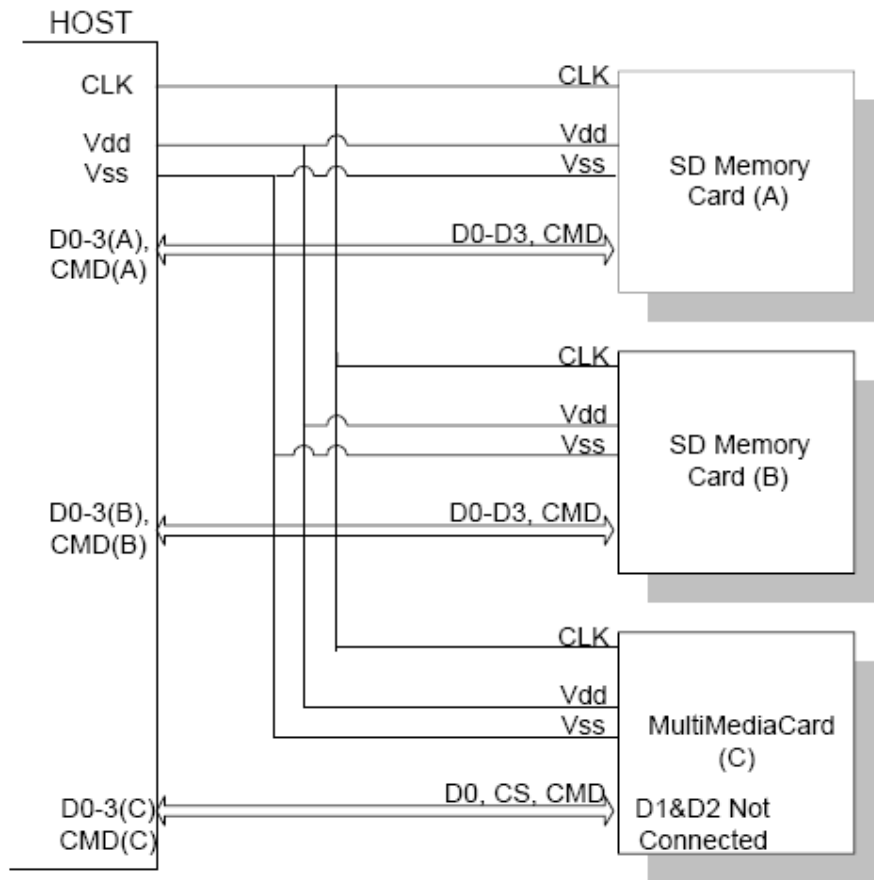 HOST
CLK
CLK
Vdd
Vdd
Vss
Vss
SD Memory
Card (A)
D0-3(A),
CMD(A)
D0-D3, CMD
CLK
Vdd
Vss
SD Memory
Card (B)
D0-3(B),
CMD(B)
D0-D3, CMD
CLK
Vdd
Vss
MultiMediaCard
(C)
D0-3(C)
CMD(C)
D0, CS, CMD
D1&D2 Not
Connected